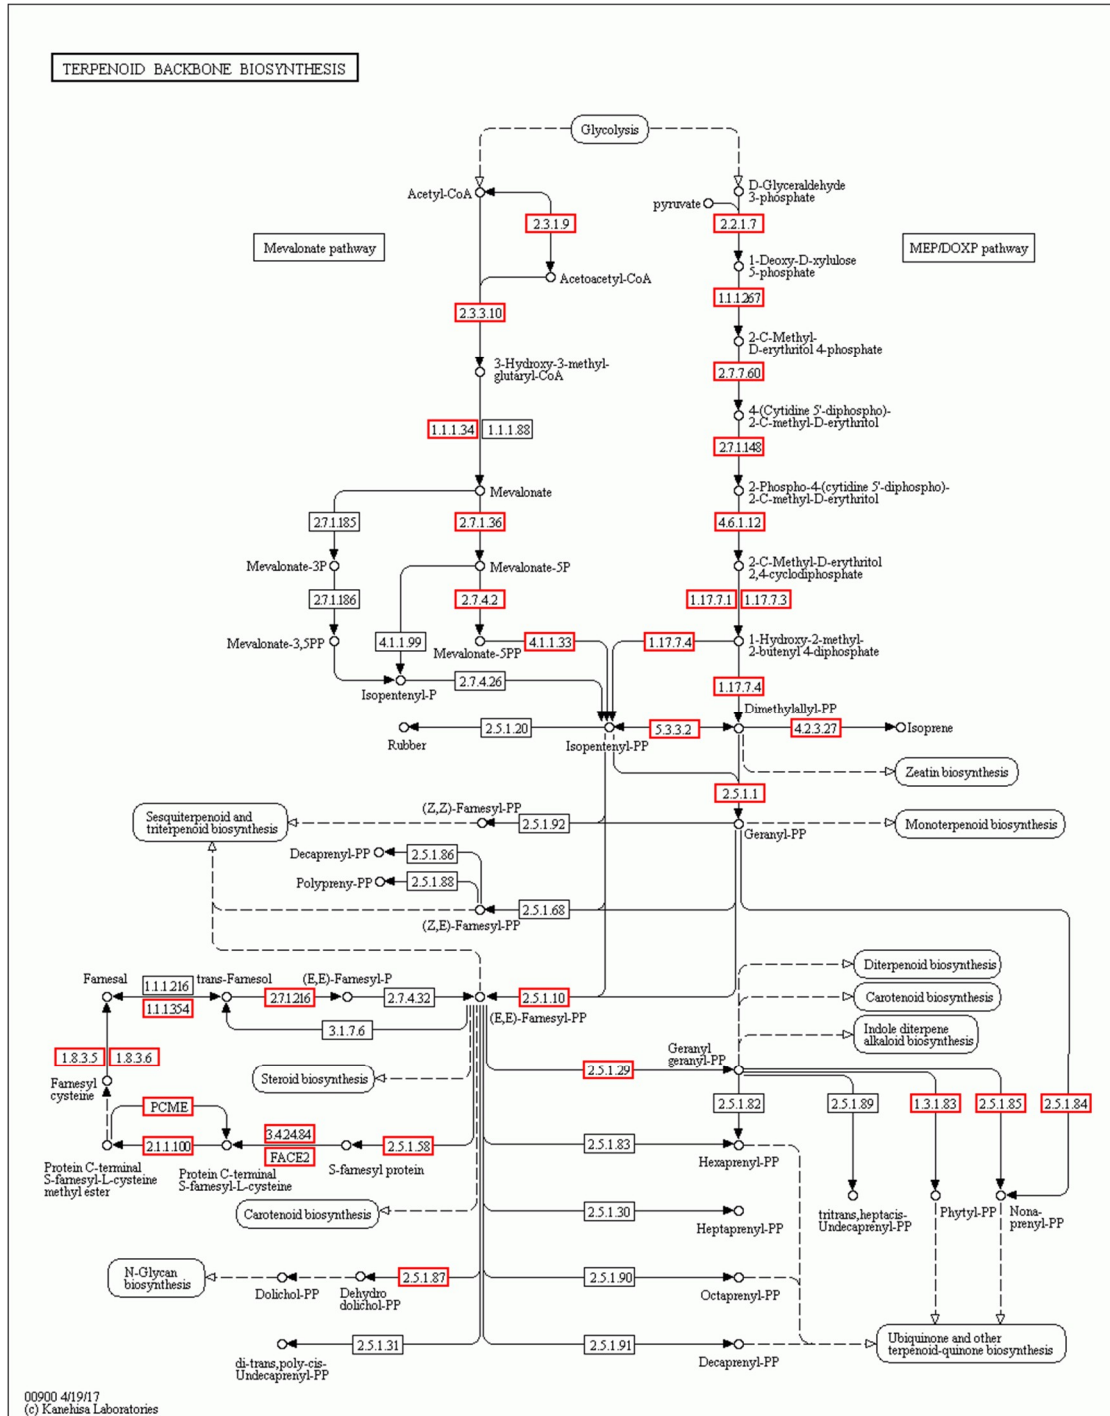 TERPENOID BACKBONE BIOSYNTHESIS
Glycolysis
Acetyl-CoA
D-Glyceraldehyde
3-phosphate
pyruvate
2.3.1.9
2.2.1.7
Mevalonate pathway
MEP/DOXP pathway
1-Deoxy-D-xylulose
5-phosphate
Acetoacetyl-CoA
1.1.1.267
2.3.3.10
2-C-Methyl-
D-erythritol 4-phosphate
3-Hydroxy-3-methyl-
glutaryl-CoA
2.7.7.60
4-(Cytidine 5'-diphospho)-
2-C-methyl-D-erythritol
1.1.1.34
1.1.1.88
2.7.1.148
Mevalonate
2-Phospho-4-(cytidine 5'-diphospho)-
2-C-methyl-D-erythritol
2.7.1.185
2.7.1.36
4.6.1.12
Mevalonate-3P
Mevalonate-5P
2-C-Methyl-D-erythritol
2,4-cyclodiphosphate
2.7.1.186
2.7.4.2
1.17.7.1
1.17.7.3
Mevalonate-3,5PP
4.1.1.99
Mevalonate-5PP
4.1.1.33
1.17.7.4
1-Hydroxy-2-methyl-
2-butenyl 4-diphosphate
Isopentenyl-P
2.7.4.26
1.17.7.4
Dimethylallyl-PP
Rubber
2.5.1.20
Isopentenyl-PP
5.3.3.2
4.2.3.27
Isoprene
Zeatin biosynthesis
2.5.1.1
Sesquiterpenoid and
triterpenoid biosynthesis
(Z,Z)-Farnesyl-PP
2.5.1.92
Geranyl-PP
Monoterpenoid biosynthesis
Decaprenyl-PP
2.5.1.86
Polypreny-PP
2.5.1.88
(Z,E)-Farnesyl-PP
2.5.1.68
Diterpenoid biosynthesis
Farnesal
1.1.1.216
trans-Farnesol
(E,E)-Farnesyl-P
1.1.1.354
2.7.1.216
2.7.4.32
2.5.1.10
(E,E)-Farnesyl-PP
Carotenoid biosynthesis
3.1.7.6
Indole diterpene
alkaloid biosynthesis
1.8.3.5
1.8.3.6
Geranyl
geranyl-PP
2.5.1.29
Farnesyl
cysteine
Steroid biosynthesis
PCME
2.5.1.82
2.5.1.89
1.3.1.83
2.5.1.85
2.5.1.84
3.4.24.84
2.1.1.100
FACE2
2.5.1.58
2.5.1.83
Hexaprenyl-PP
Protein C-terminal
S-farnesyl-L-cysteine
methyl ester
Protein C-terminal
S-farnesyl-L-cysteine
S-farnesyl protein
Carotenoid biosynthesis
2.5.1.30
Heptaprenyl-PP
tritrans,heptacis-
Undecaprenyl-PP
Phytyl-PP
Nona-
prenyl-PP
N-Glycan
biosynthesis
Dolichol-PP
Dehydro
dolichol-PP
2.5.1.87
2.5.1.90
Octaprenyl-PP
di-trans,poly-cis-
Undecaprenyl-PP
2.5.1.31
2.5.1.91
Decaprenyl-PP
Ubiquinone and other
terpenoid-quinone biosynthesis
00900 4/19/17
(c) Kanehisa Laboratories